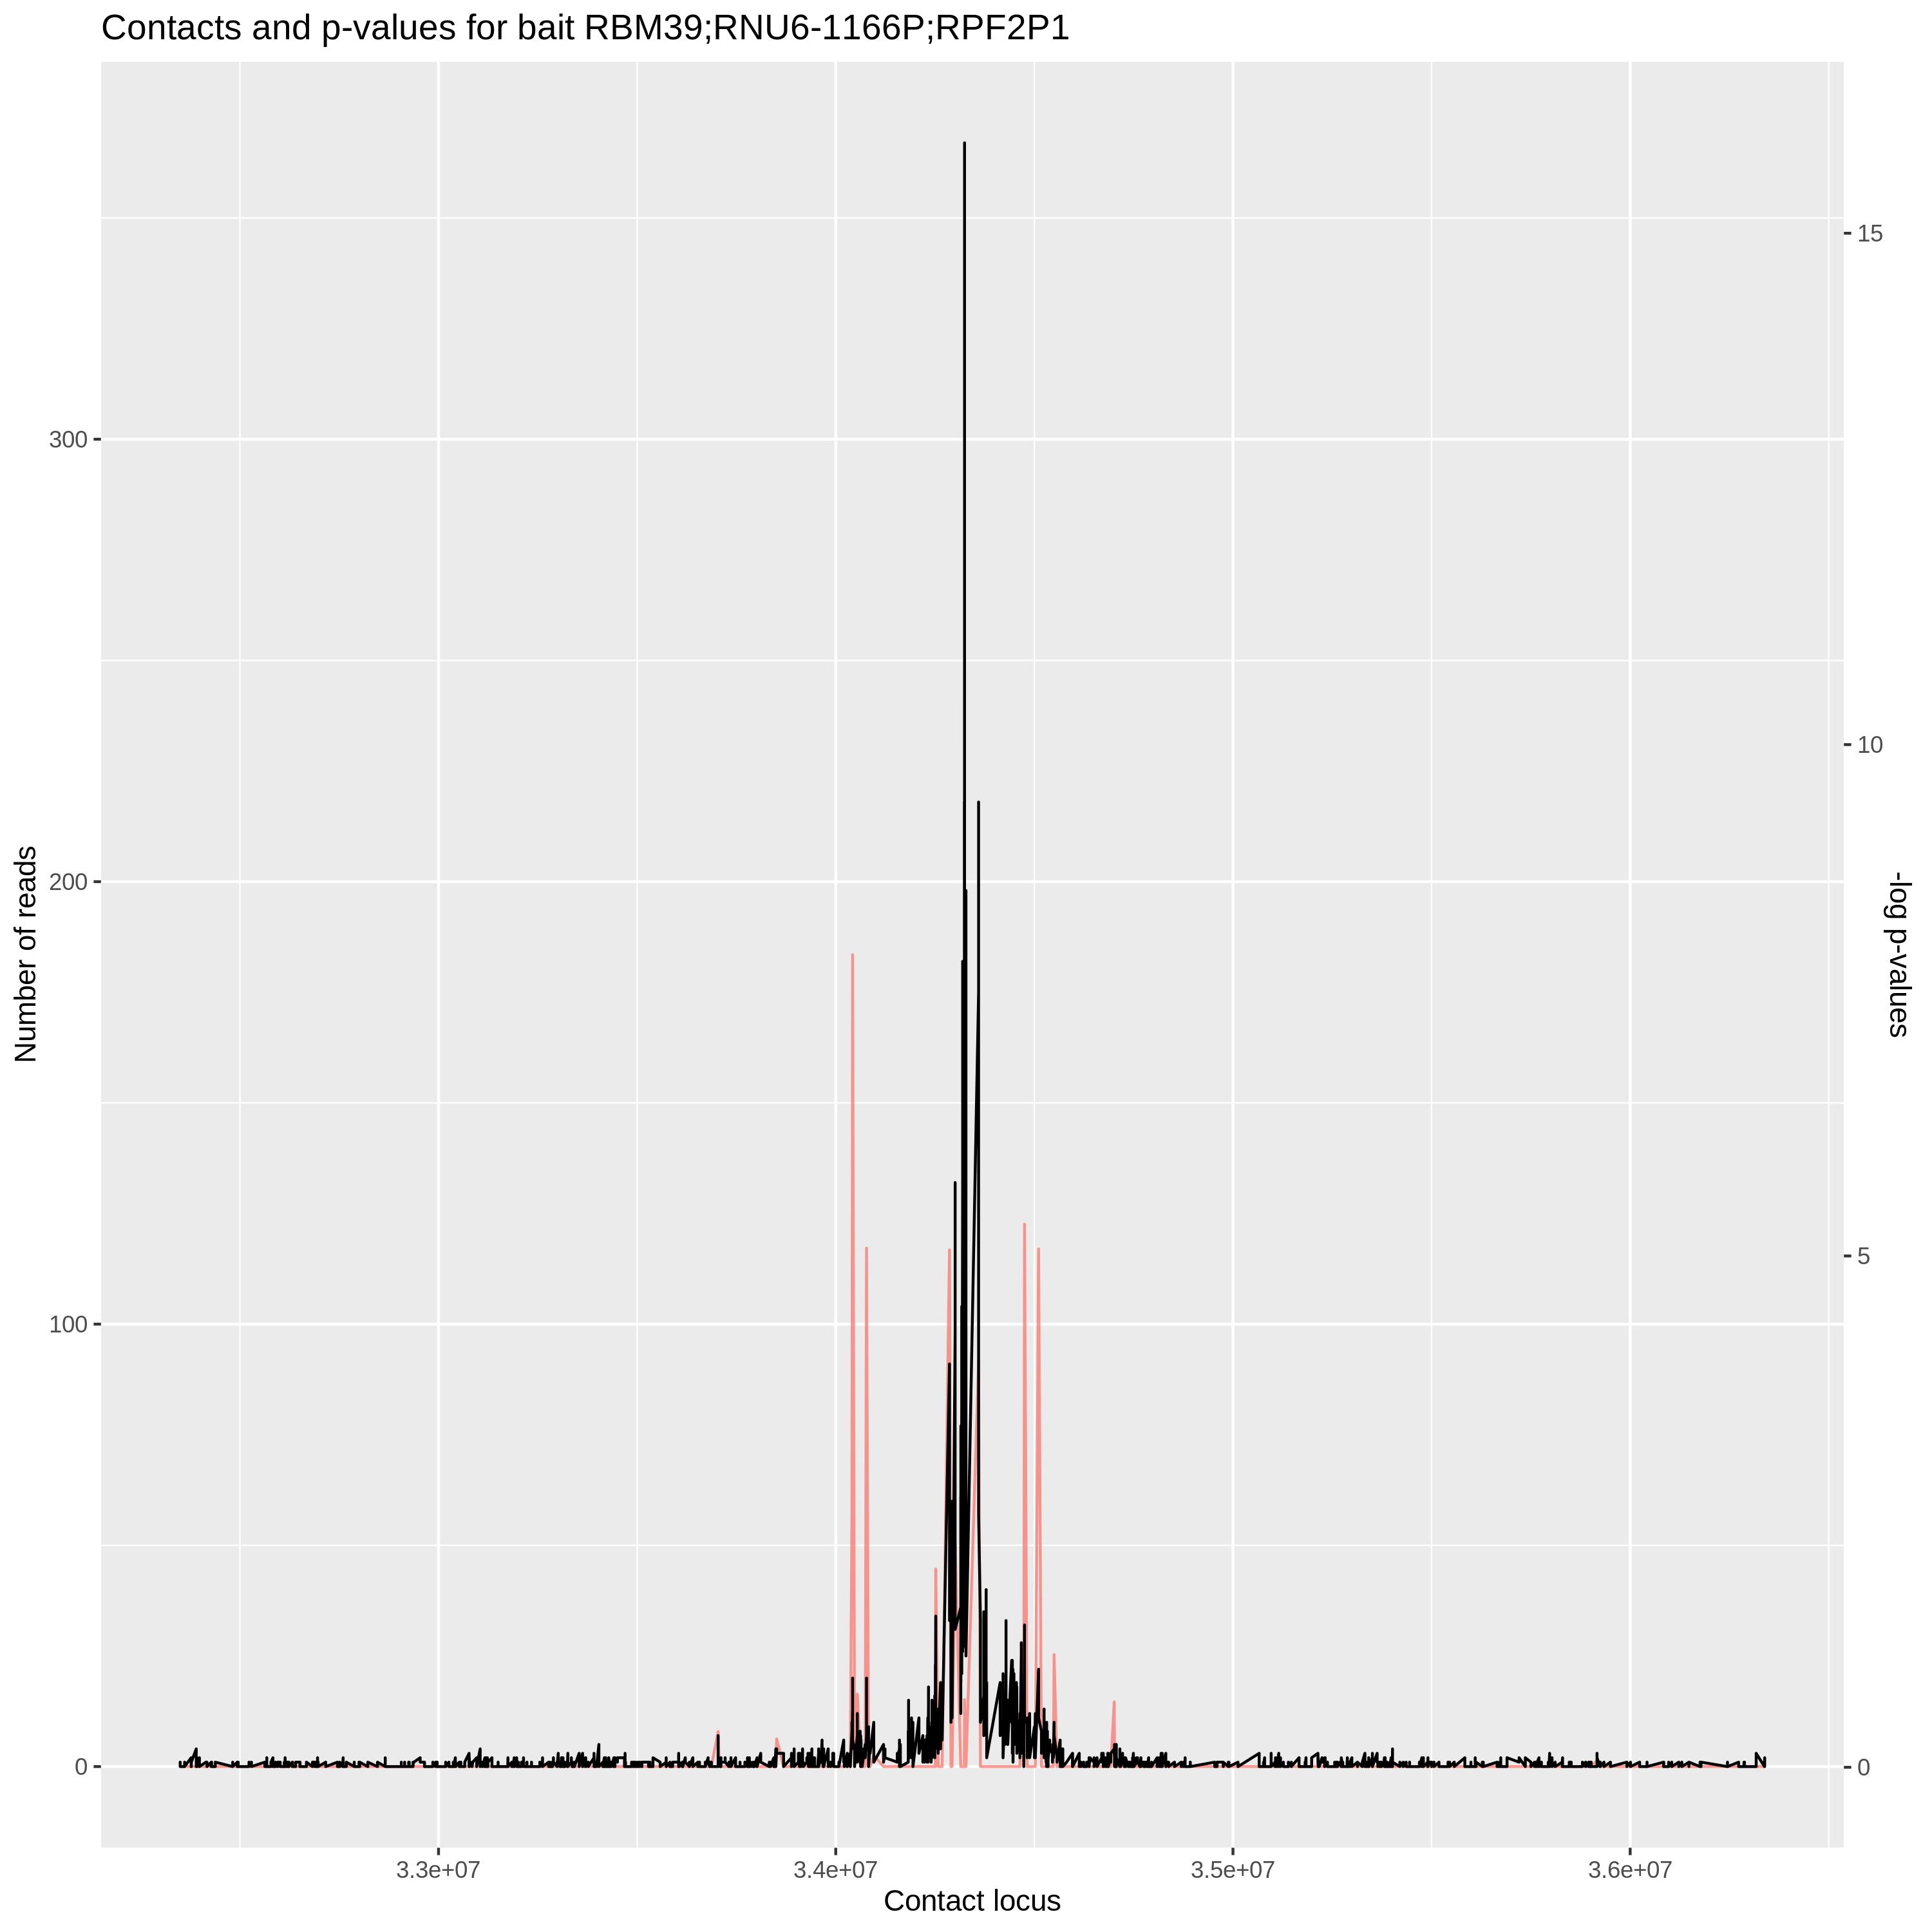 Contacts and p-values for bait RBM39;RNU6-1166P;RPF2P1
15
300
10
200
Number of reads
-log p-values
5
100
0
0
3.3e+07
3.4e+07
3.5e+07
3.6e+07
Contact locus